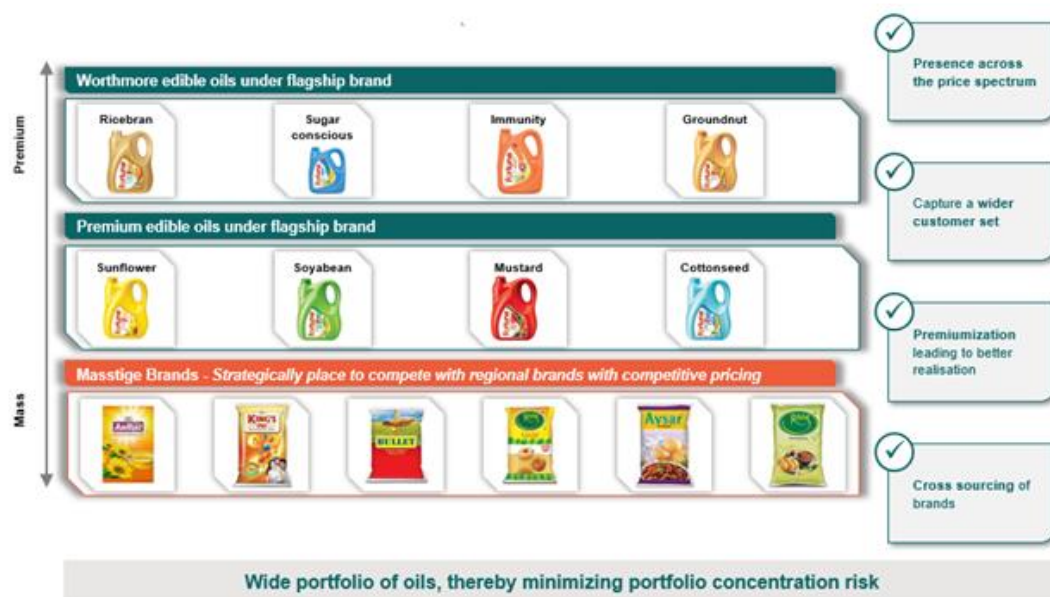 Premium
Mass
Worthmore edible oils under flagship brand
Ricebran
Sugar
conscious
Immunity
Groundnut
Premium edible oils under flagship brand
Sunflower
Soyabean
Mustard
Cottonseed
Masstige Brands - Strategically place to compete with regional brands with competitive pricing
KING'S
BULLET
Avsar
Presence across
the price spectrum
Capture a wider
customer set
Premiumization
leading to better
realisation
Cross sourcing of
brands
Wide portfolio of oils, thereby minimizing portfolio concentration risk